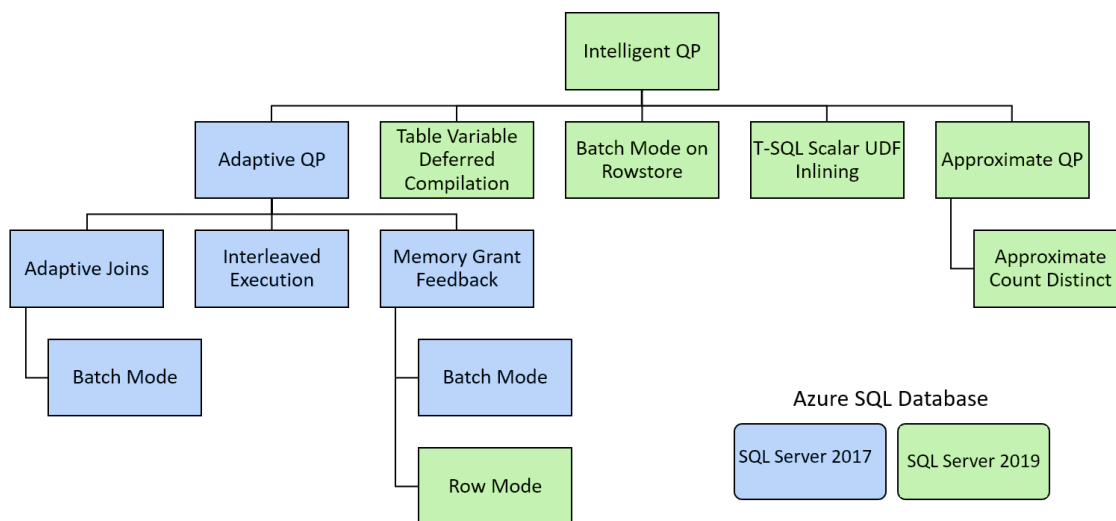 Intelligent QP
Adaptive QP
Table Variable
Deferred
Compilation
Batch Mode on
Rowstore
T-SQL Scalar UDF
Inlining
Approximate QP
Adaptive Joins
Interleaved
Execution
Memory Grant
Feedback
Approximate
Count Distinct
Batch Mode
Batch Mode
Row Mode
Azure SQL Database
SQL Server 2017
SQL Server 2019